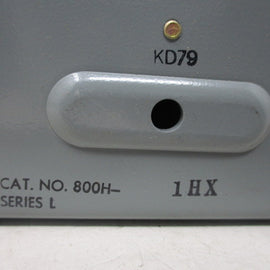 KD79
CAT. NO. 800H- 1HX
SERIES L